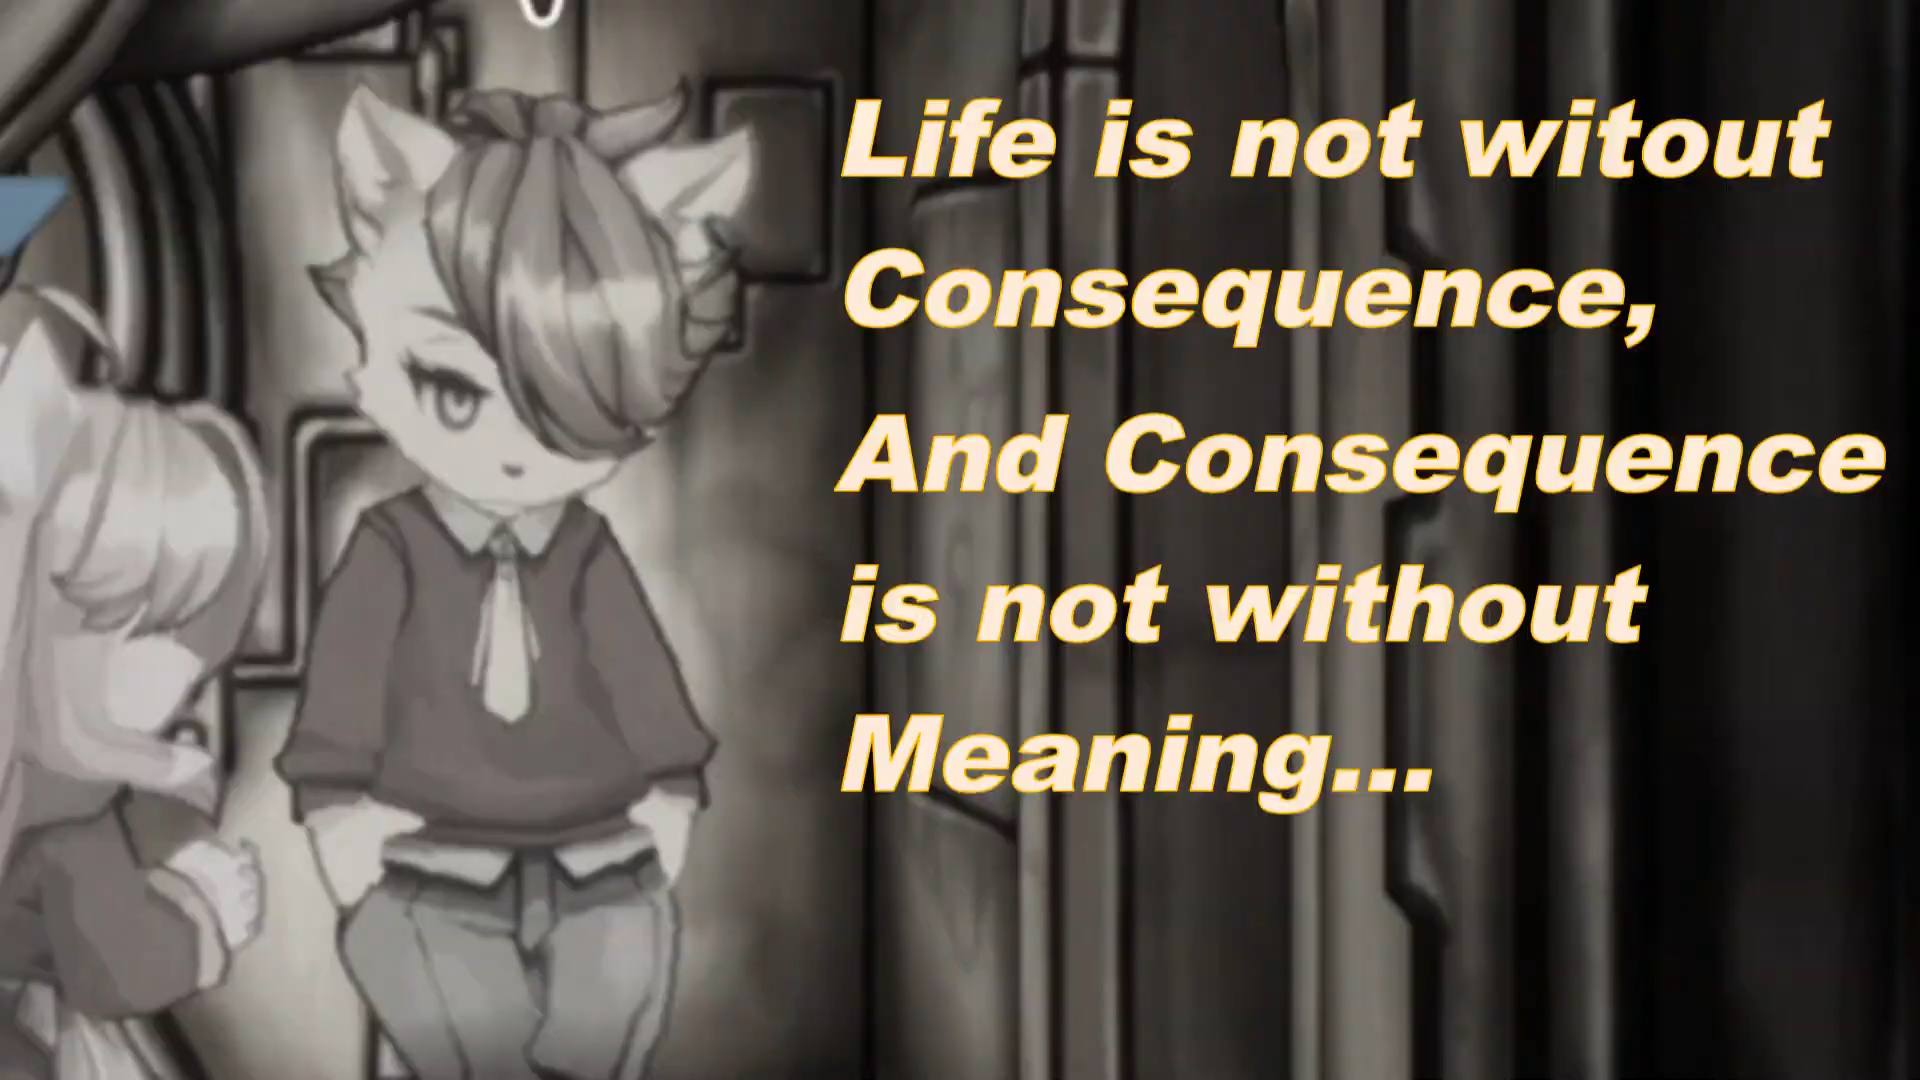 Life is not witout
Consequence,
And Consequence
is not without
Meaning...